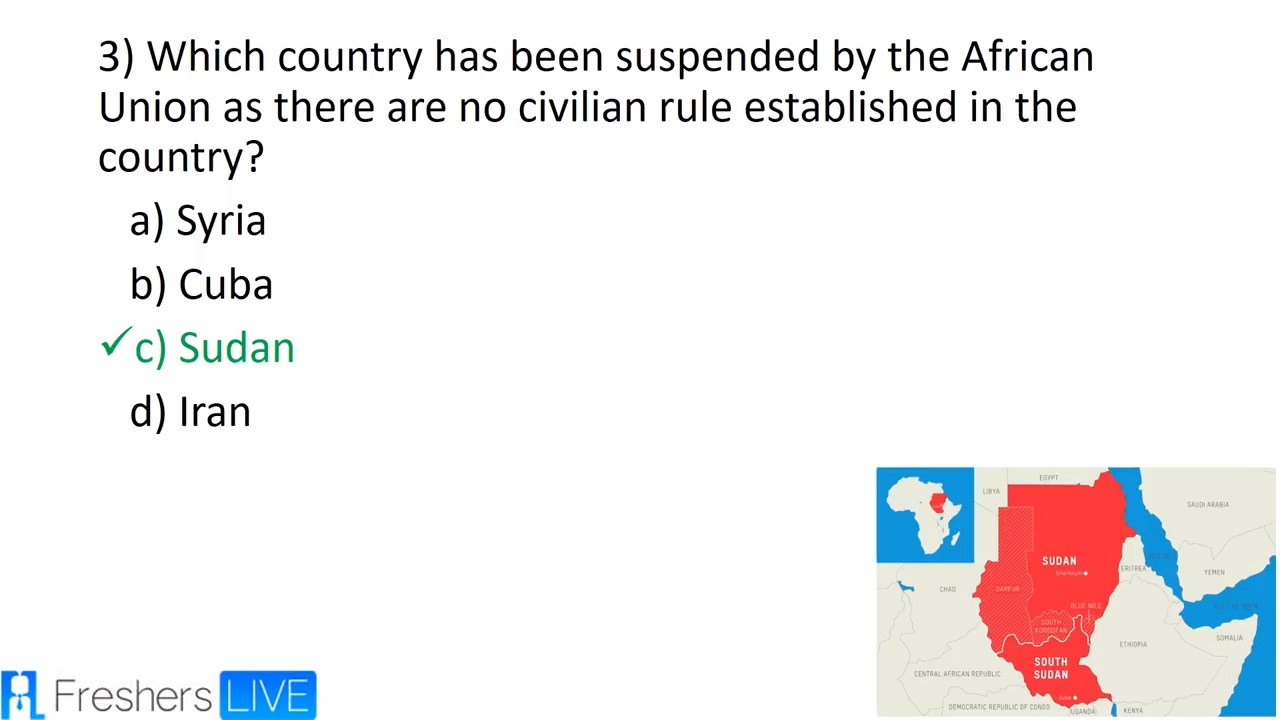 3) Which country has been suspended by the African
Union as there are no civilian rule established in the
country?
a) Syria
b) Cuba
✓c) Sudan
d) Iran
EGYPT
LIBYA
SAUDI ARABIA
SUDAN
Khartoum
ERITREA
YEMEN
CHAD
DARFUR
BLUE NILE
SOUTH
KORDOFAN
ETHIOPIA
SOMALIA
SOUTH
SUDAN
CENTRAL AFRICAN REPUBLIC
Juba
DEMOCRATIC REPUBLIC OF CONGO
UGANDA
KENYA
Freshers LIVE